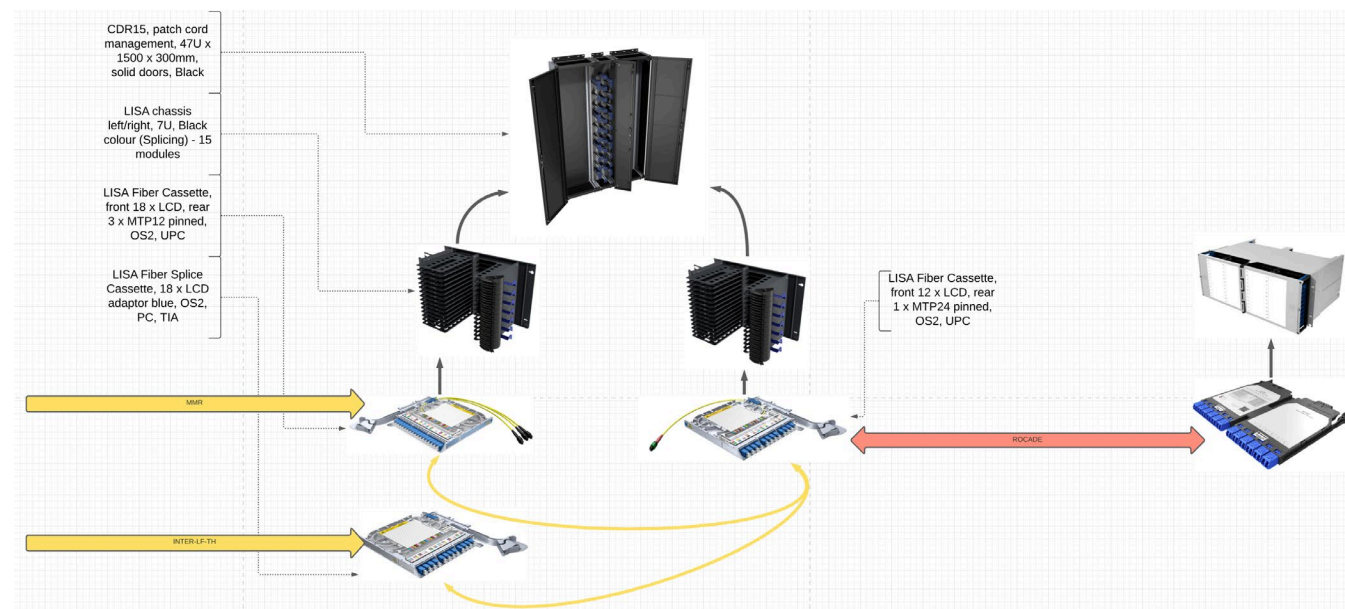 CDR15, patch cord
management, 47U x
1500 x 300mm,
solid doors, Black
LISA chassis
left/right, 7U, Black
colour (Splicing) - 15
modules
LISA Fiber Cassette,
front 18 x LCD, rear
3 x MTP12 pinned,
OS2, UPC
LISA Fiber Splice
Cassette, 18 x LCD
adaptor blue, OS2,
PC, TIA
LISA Fiber Cassette,
front 12 x LCD, rear
1 x MTP24 pinned,
OS2, UPC
MMR
ROCADE
INTER-LF-TH